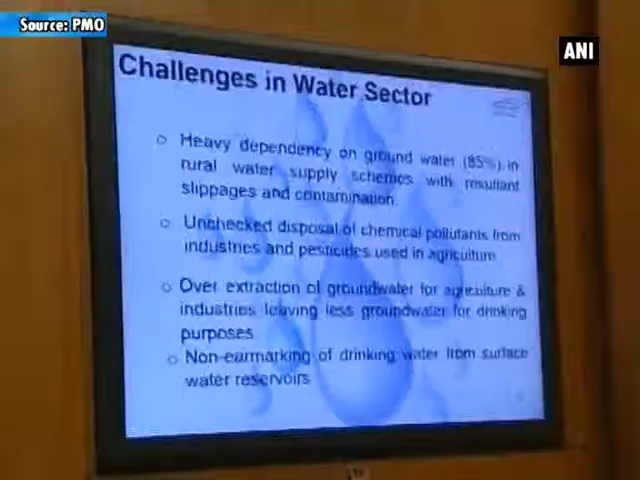 Source: PMO
ANI
Challenges in Water Sector
○ Heavy dependency on ground water (85%) in
rural water supply schemes with resultant
slippages and contamination.
○ Unchecked disposal of chemical pollutants from
industries and pesticides used in agriculture
○ Over extraction of groundwater for agriculture &
industries leaving less groundwater for drinking
purposes
○ Non-earmarking of drinking water from surface
water reservoirs